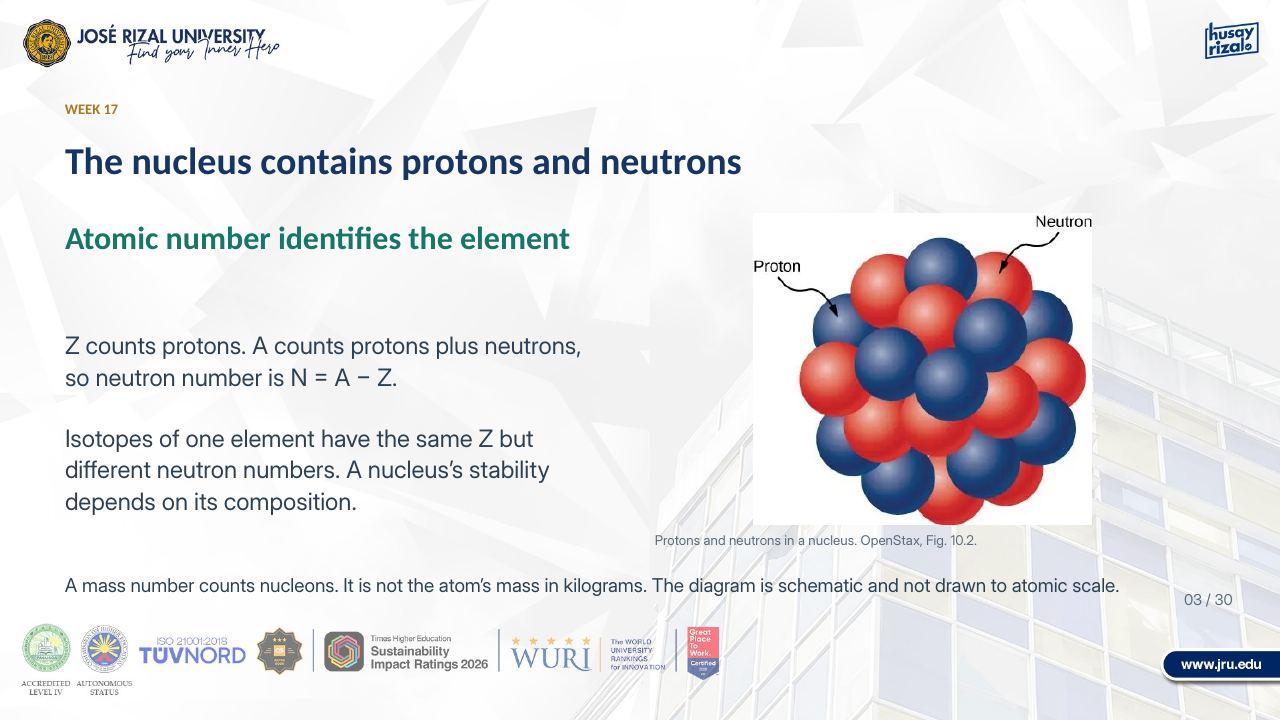 JOSÉ RIZAL UNIVERSITY
Find your Inner Hero
husay
rizal
WEEK 17
The nucleus contains protons and neutrons
Atomic number identifies the element
Neutron
Proton
Z counts protons. A counts protons plus neutrons,
so neutron number is N = A − Z.
Isotopes of one element have the same Z but
different neutron numbers. A nucleus’s stability
depends on its composition.
Protons and neutrons in a nucleus. OpenStax, Fig. 10.2.
A mass number counts nucleons. It is not the atom’s mass in kilograms. The diagram is schematic and not drawn to atomic scale.
03 / 30
ISO 21001:2018
TÜVNORD
Times Higher Education
Sustainability
Impact Ratings 2026
WURI
The WORLD
UNIVERSITY
RANKINGS
for INNOVATION
Great
Place
To
Work.
Certified
ACCREDITED
LEVEL IV
AUTONOMOUS
STATUS
www.jru.edu